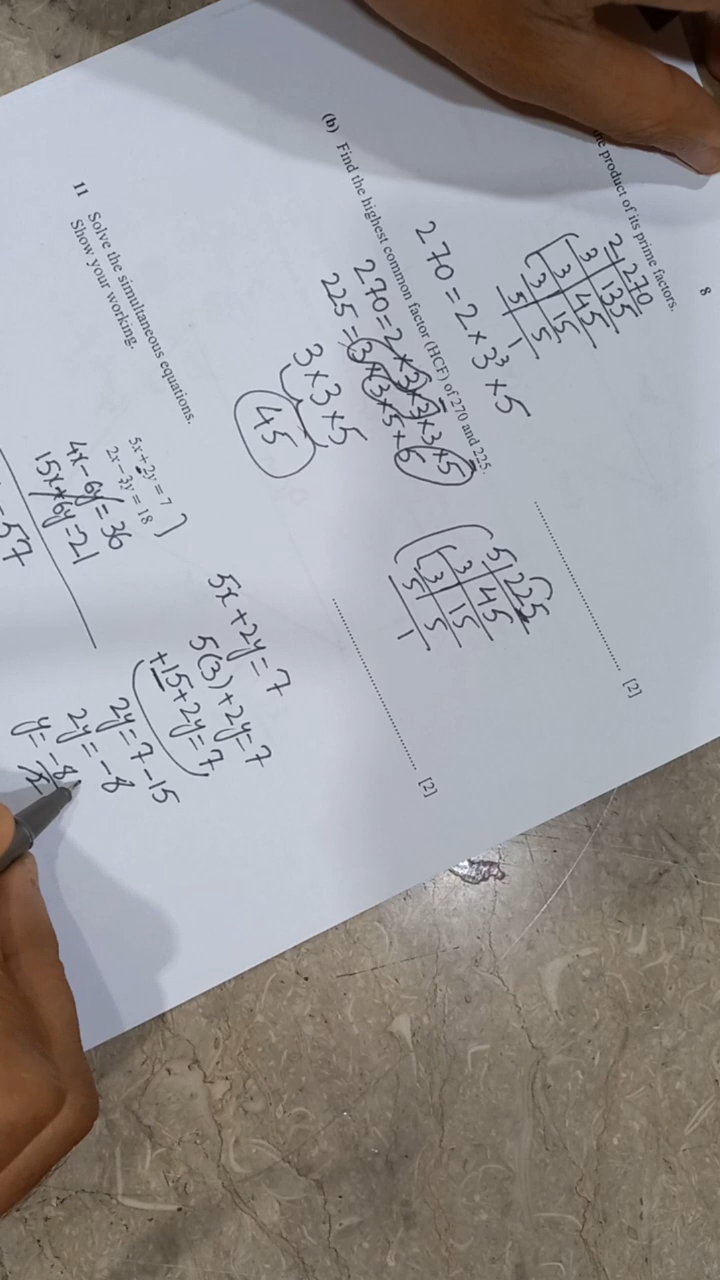 8
the product of its prime factors.
2 | 270
3 | 135
3 | 45
3 | 15
5 | 5
1
270 = 2 × 3³ × 5
[2]
(b) Find the highest common factor (HCF) of 270 and 225.
270 = 2 × 3 × 3 × 3 × 5
225 = 3 × 3 × 5 ×
3 × 3 × 5
45
5 | 225
5 | 45
3 | 15
5 | 5
1
[2]
11 Solve the simultaneous equations.
Show your working.
5x + 2y = 7
2x − 3y = 18
4x − 6y = 36
15x + 6y = 21
= 57
5x + 2y = 7
5(3) + 2y = 7
+15 + 2y = 7
2y = 7 − 15
2y = −8
y = −8